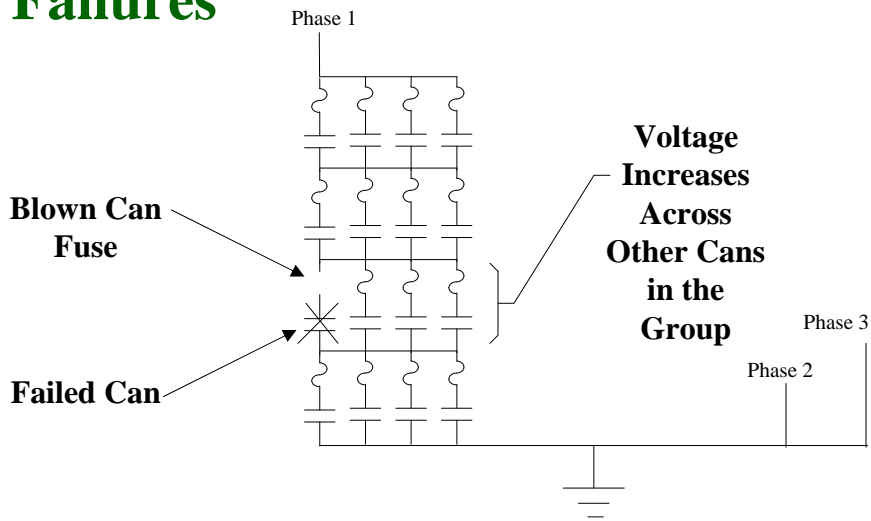 Failures
Phase 1
Voltage
Increases
Across
Other Cans
in the
Group
Blown Can
Fuse
Failed Can
Phase 3
Phase 2